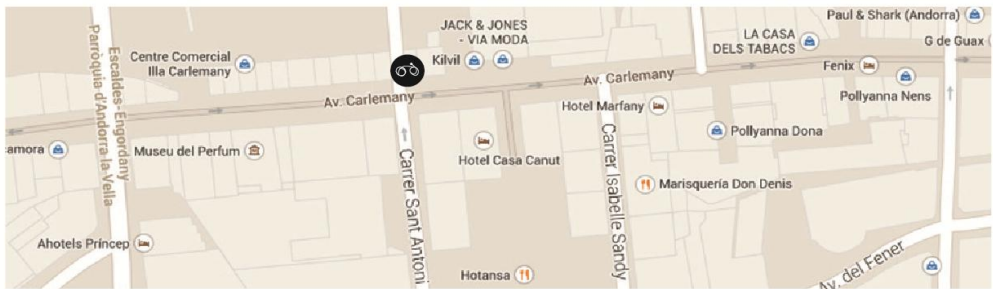 Paul & Shark (Andorra)
JACK & JONES
- VIA MODA
LA CASA
DELS TABACS
G de Guax
Centre Comercial
Illa Carlemany
Kilvil
Fenix
Escaldes-Engordany
Parròquia d'Andorra la Vella
Av. Carlemany
Av. Carlemany
Pollyanna Nens
Hotel Marfany
Pollyanna Dona
camora
Museu del Perfum
Hotel Casa Canut
Carrer Sant Antoni
Carrer Isabelle Sandy
Marisquería Don Denis
Ahotels Príncep
Hotansa
Av. del Fener